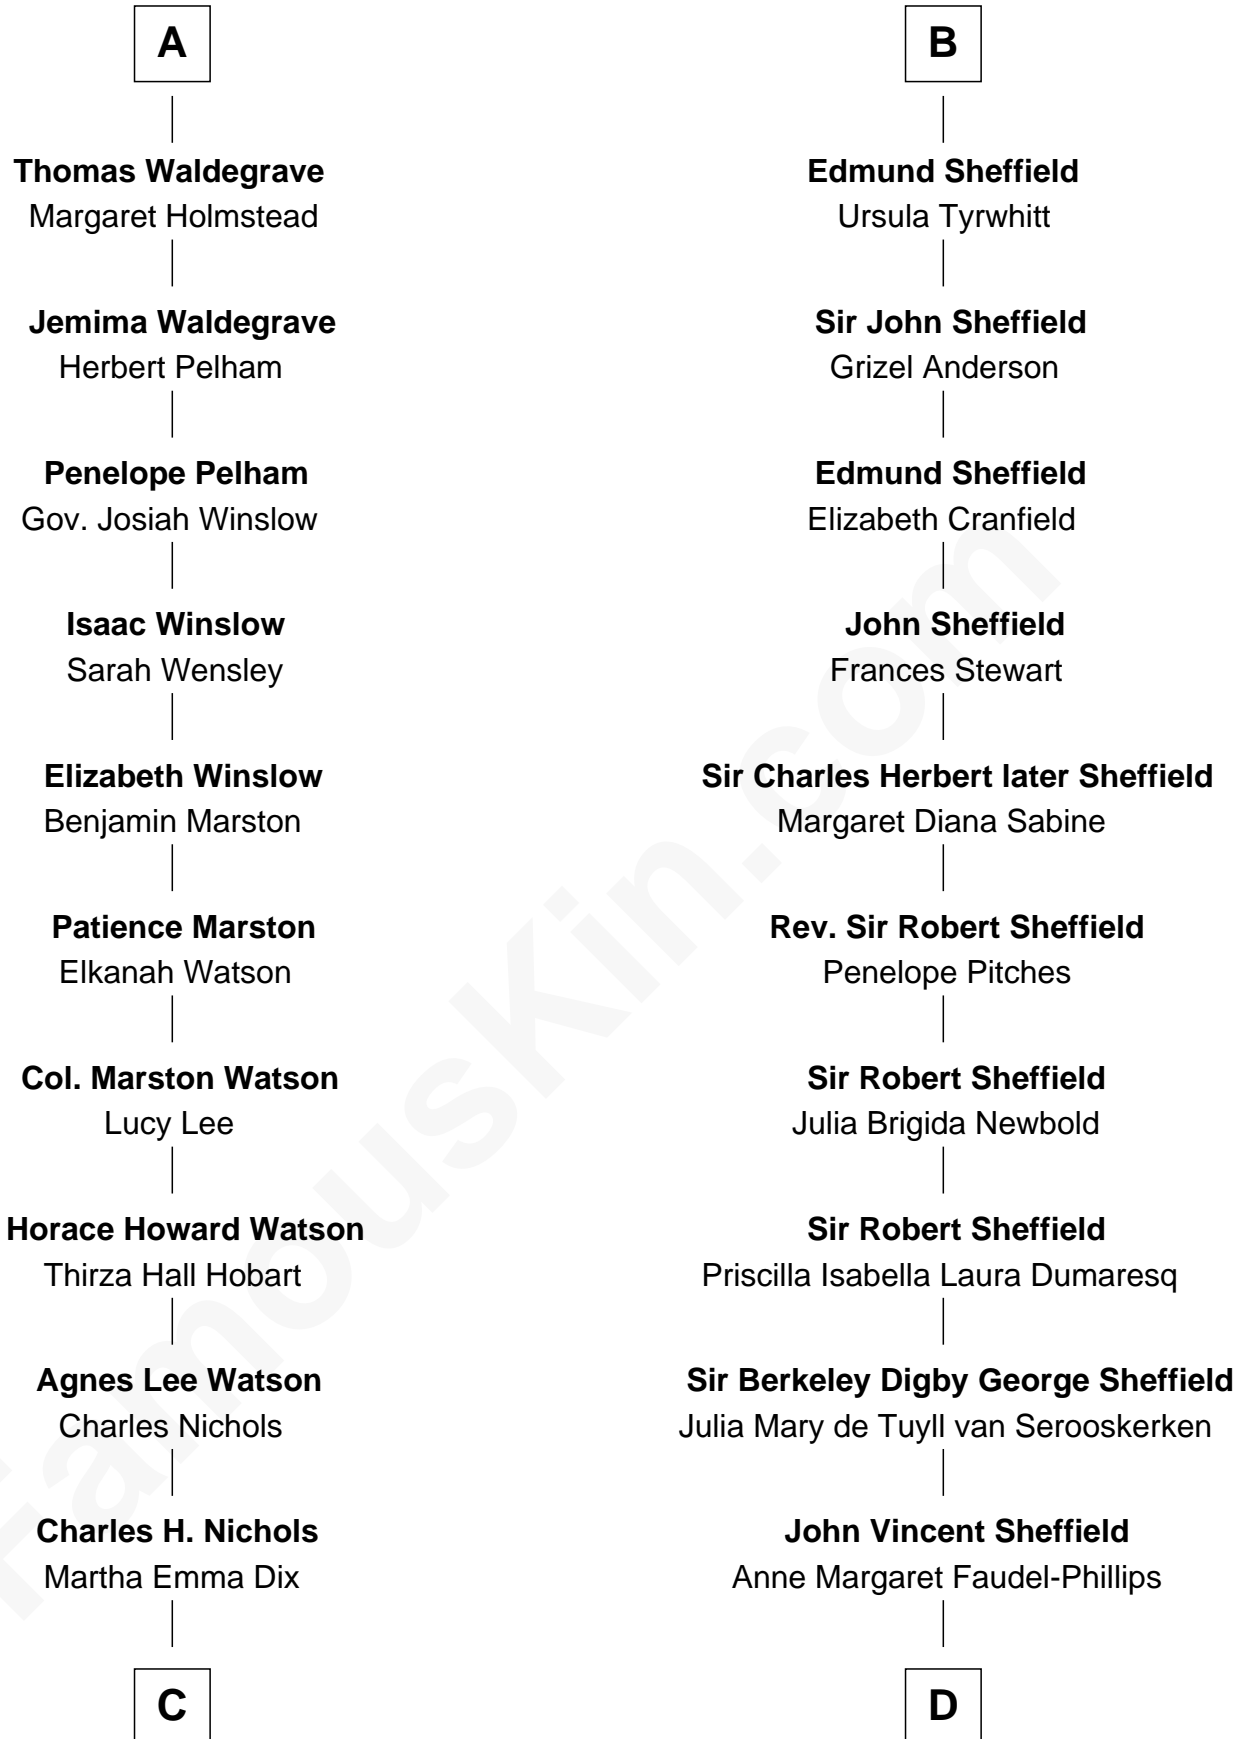 A
Thomas Waldegrave
Margaret Holmstead
Jemima Waldegrave
Herbert Pelham
Penelope Pelham
Gov. Josiah Winslow
Isaac Winslow
Sarah Wensley
Elizabeth Winslow
Benjamin Marston
Patience Marston
Elkanah Watson
Col. Marston Watson
Lucy Lee
Horace Howard Watson
Thirza Hall Hobart
Agnes Lee Watson
Charles Nichols
Charles H. Nichols
Martha Emma Dix
C
B
Edmund Sheffield
Ursula Tyrwhitt
Sir John Sheffield
Grizel Anderson
Edmund Sheffield
Elizabeth Cranfield
John Sheffield
Frances Stewart
Sir Charles Herbert later Sheffield
Margaret Diana Sabine
Rev. Sir Robert Sheffield
Penelope Pitches
Sir Robert Sheffield
Julia Brigida Newbold
Sir Robert Sheffield
Priscilla Isabella Laura Dumaresq
Sir Berkeley Digby George Sheffield
Julia Mary de Tuyll van Serooskerken
John Vincent Sheffield
Anne Margaret Faudel-Phillips
D
FamousKin.com